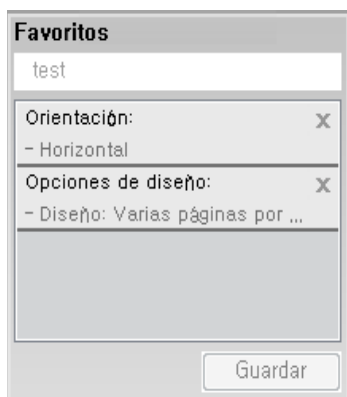 Favoritos
test
Orientación:
X
- Horizontal
Opciones de diseño:
X
- Diseño: Varias páginas por ...
Guardar